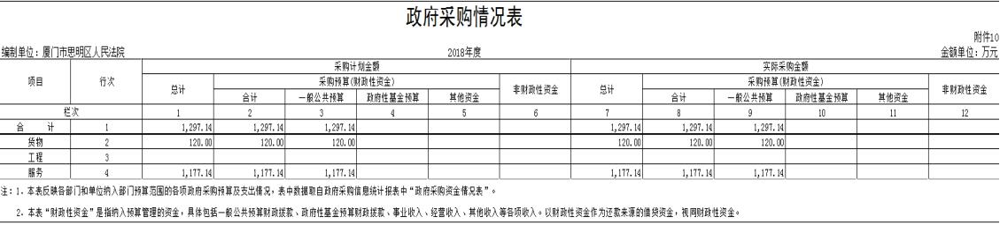 政府采购情况表
附件10
编制单位：厦门市思明区人民法院 2018年度 金额单位：万元
采购计划金额 实际采购金额
项目 行次 总计 采购预算(财政性资金) 非财政性资金 总计 采购预算(财政性资金) 非财政性资金
合计 一般公共预算 政府性基金预算 其他资金 合计 一般公共预算 政府性基金预算 其他资金
栏次 1 2 3 4 5 6 7 8 9 10 11 12
合 计 1 1,297.14 1,297.14 1,297.14 1,297.14 1,297.14 1,297.14
货物 2 120.00 120.00 120.00 120.00 120.00 120.00
工程 3
服务 4 1,177.14 1,177.14 1,177.14 1,177.14 1,177.14 1,177.14
注：1、本表反映各部门和单位纳入部门预算范围的各项政府采购预算及支出情况，表中数据取自政府采购信息统计报表中“政府采购资金情况表”。
2、本表“财政性资金”是指纳入预算管理的资金，具体包括一般公共预算财政拨款、政府性基金预算财政拨款、事业收入、经营收入、其他收入等各项收入。以财政性资金作为还款来源的借贷资金，视同财政性资金。